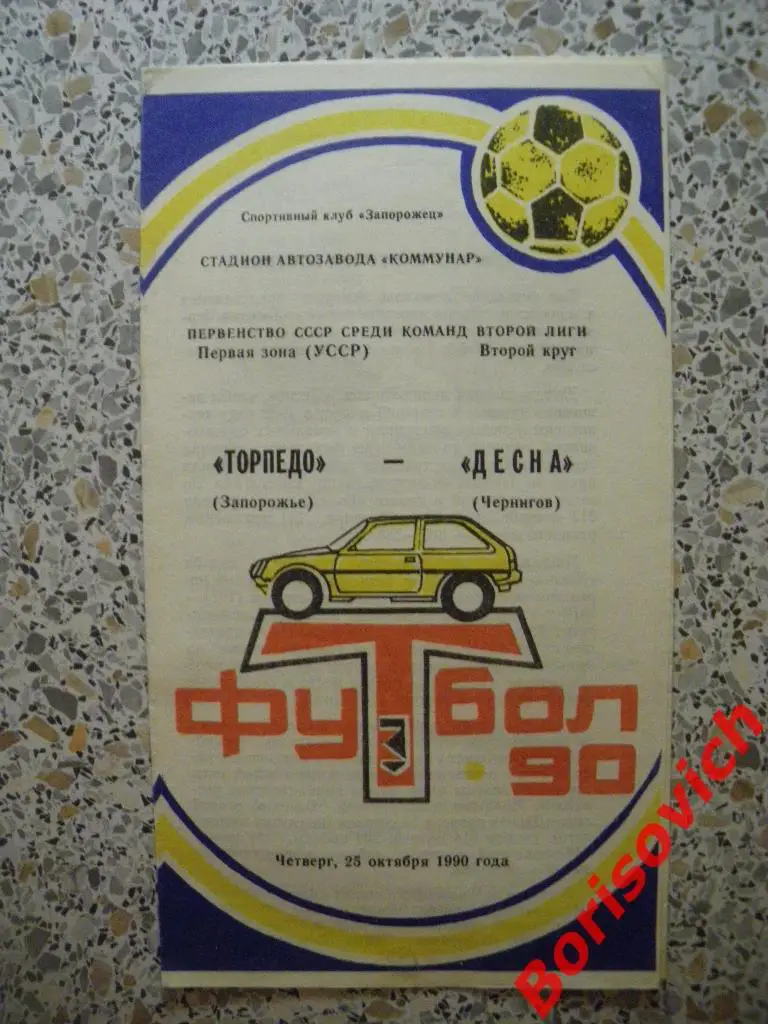 Спортивный клуб «Запорожец»
СТАДИОН АВТОЗАВОДА «КОММУНАР»
ПЕРВЕНСТВО СССР СРЕДИ КОМАНД ВТОРОЙ ЛИГИ
Первая зона (УССР) Второй круг
«ТОРПЕДО» — «ДЕСНА»
(Запорожье) (Чернигов)
футбол
·90
Четверг, 25 октября 1990 года
Borisovich